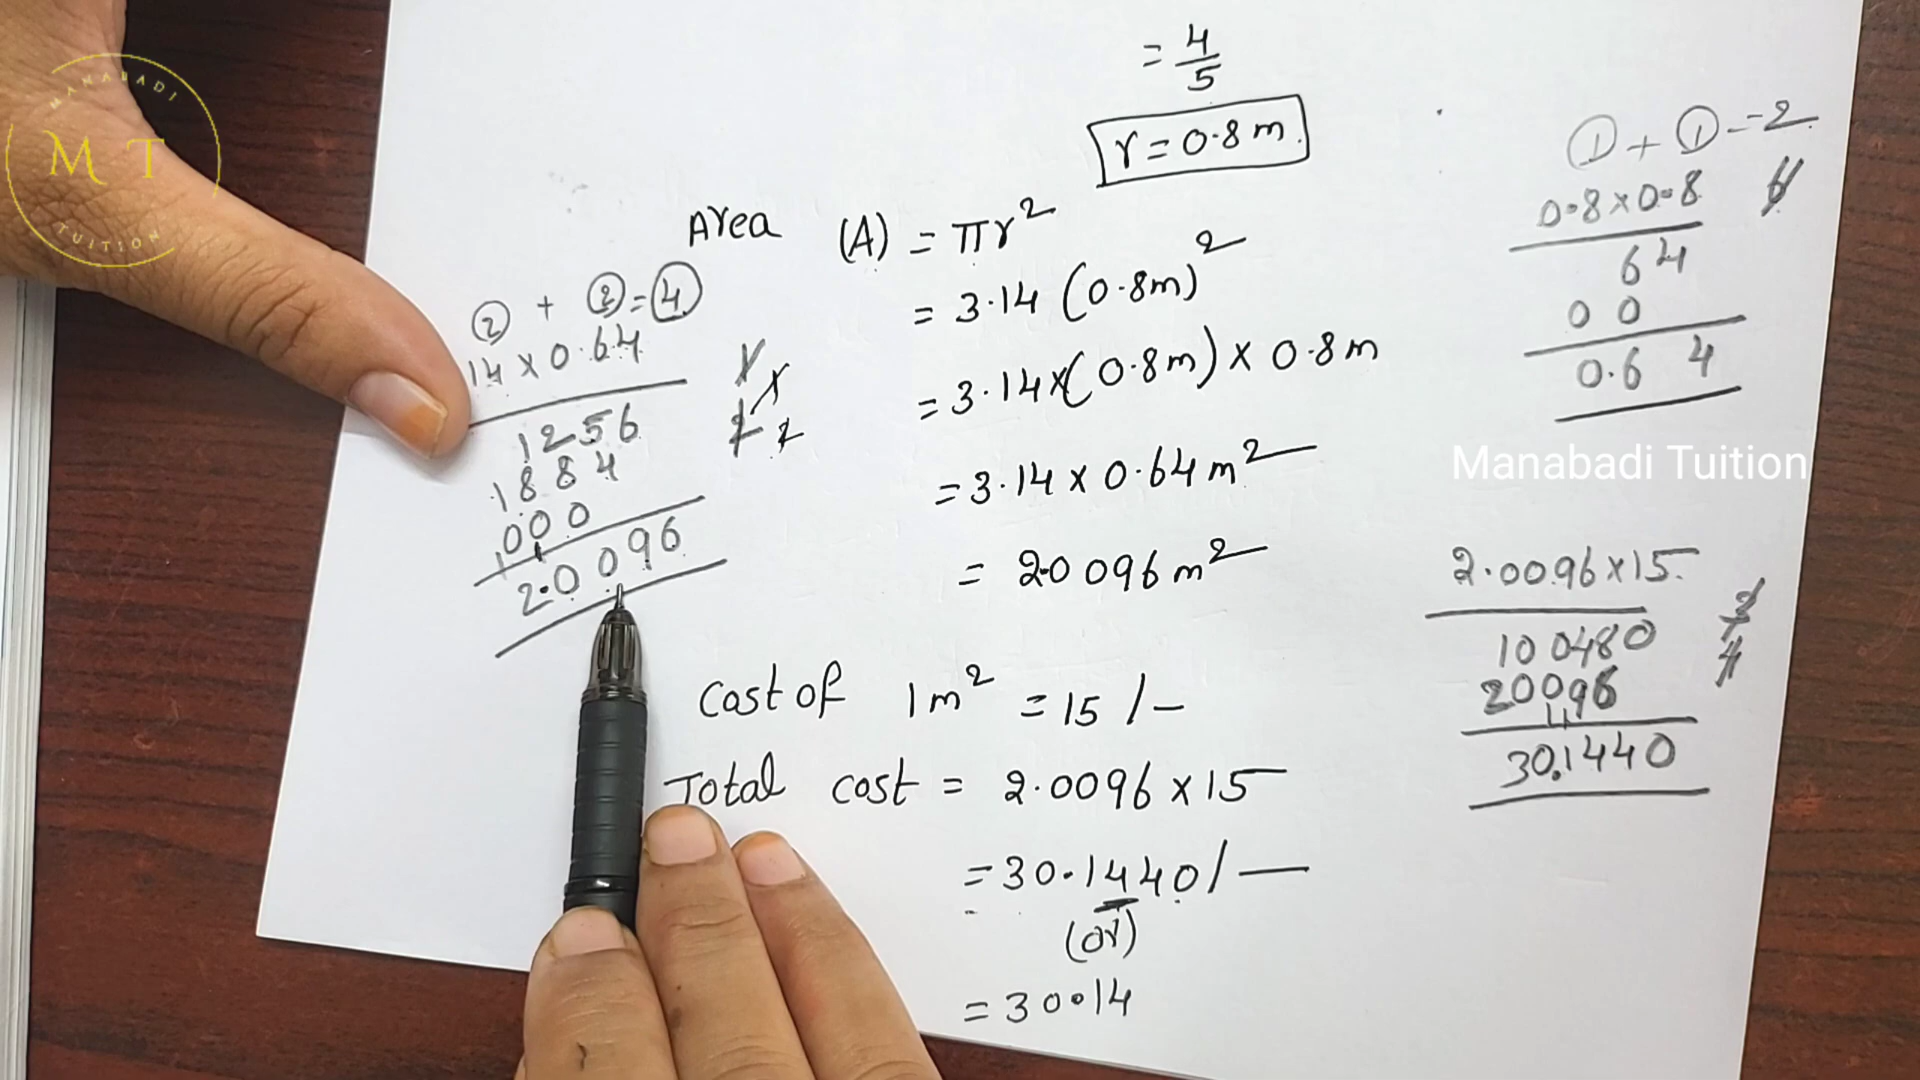 MANABADI
M T
TUITION
= 4/5
r = 0.8 m.
Area (A) = πr²
= 3.14 (0.8m)²
= 3.14 × (0.8m) × 0.8m
= 3.14 × 0.64 m²
= 2.0096 m²
Cost of 1m² = 15/-
Total cost = 2.0096 × 15
= 30.1440/-
(or)
= 30.14
② + ② = ④
14 × 0.64
1256
1884
000
2.0096
① + ① = 2
0.8 × 0.8
64
00
0.64
Manabadi Tuition
2.0096 × 15
100480
20096
30.1440